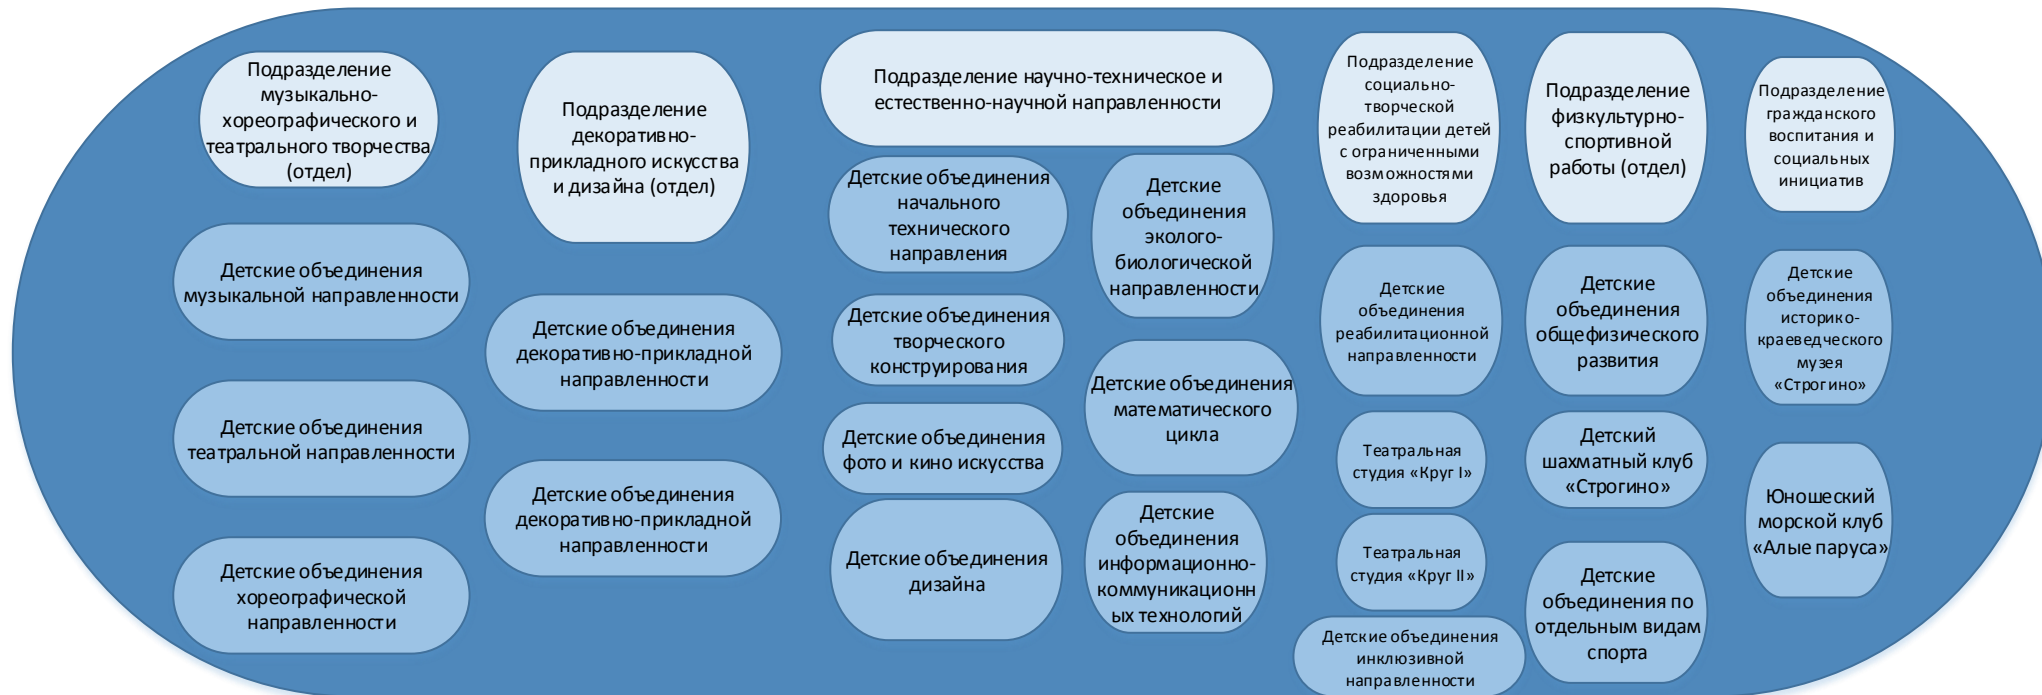 Подразделение
музыкально-
хореографического и
театрального творчества
(отдел)
Детские объединения
музыкальной направленности
Детские объединения
театральной направленности
Детские объединения
хореографической
направленности
Подразделение
декоративно-
прикладного искусства
и дизайна (отдел)
Детские объединения
декоративно-прикладной
направленности
Детские объединения
декоративно-прикладной
направленности
Подразделение научно-техническое и
естественно-научной направленности
Детские объединения
начального
технического
направления
Детские объединения
творческого
конструирования
Детские объединения
фото и кино искусства
Детские объединения
дизайна
Детские
объединения
эколого-
биологической
направленности
Детские объединения
математического
цикла
Детские
объединения
информационно-
коммуникационн
ых технологий
Подразделение
социально-
творческой
реабилитации детей
с ограниченными
возможностями
здоровья
Детские
объединения
реабилитационной
направленности
Театральная
студия «Круг I»
Театральная
студия «Круг II»
Детские объединения
инклюзивной
направленности
Подразделение
физкультурно-
спортивной
работы (отдел)
Детские
объединения
общефизического
развития
Детский
шахматный клуб
«Строгино»
Детские
объединения по
отдельным видам
спорта
Подразделение
гражданского
воспитания и
социальных
инициатив
Детские
объединения
историко-
краеведческого
музея
«Строгино»
Юношеский
морской клуб
«Алые паруса»